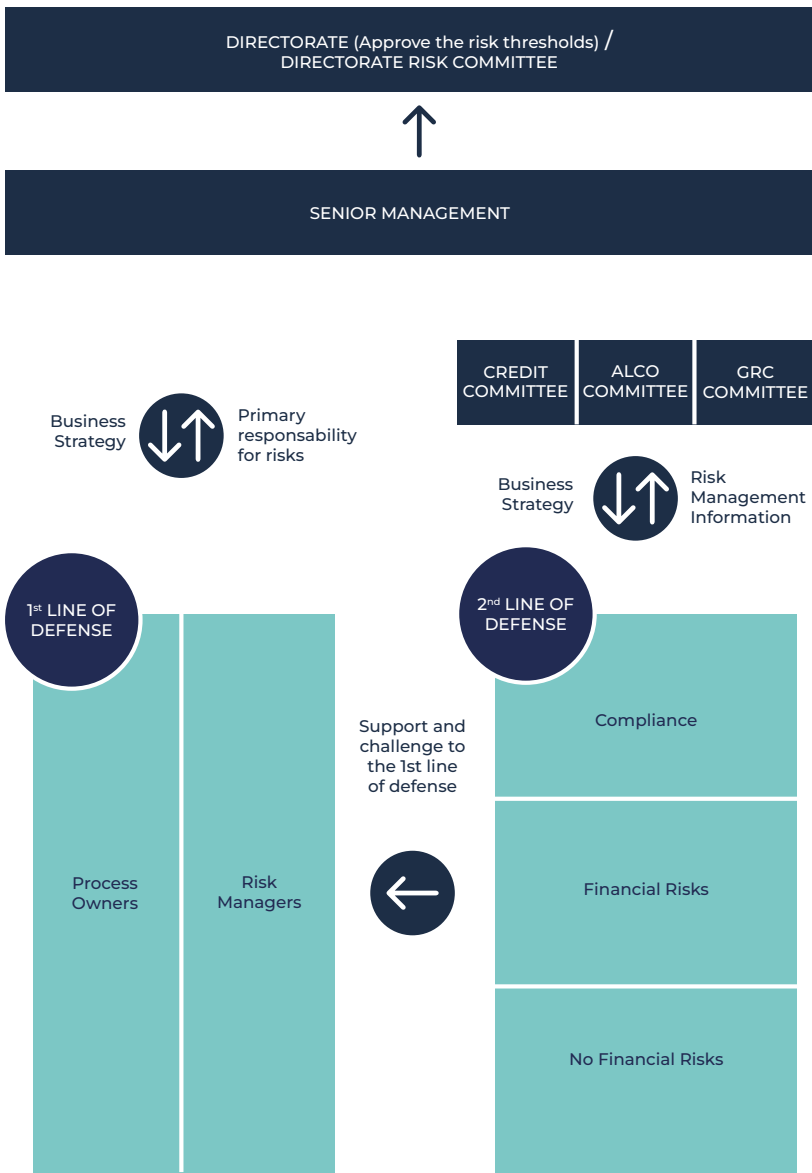 DIRECTORATE (Approve the risk thresholds) /
DIRECTORATE RISK COMMITTEE
SENIOR MANAGEMENT
CREDIT
COMMITTEE
ALCO
COMMITTEE
GRC
COMMITTEE
Business
Strategy
Primary
responsability
for risks
Business
Strategy
Risk
Management
Information
1st LINE OF
DEFENSE
2nd LINE OF
DEFENSE
Process
Owners
Risk
Managers
Support and
challenge to
the 1st line
of defense
Compliance
Financial Risks
No Financial Risks